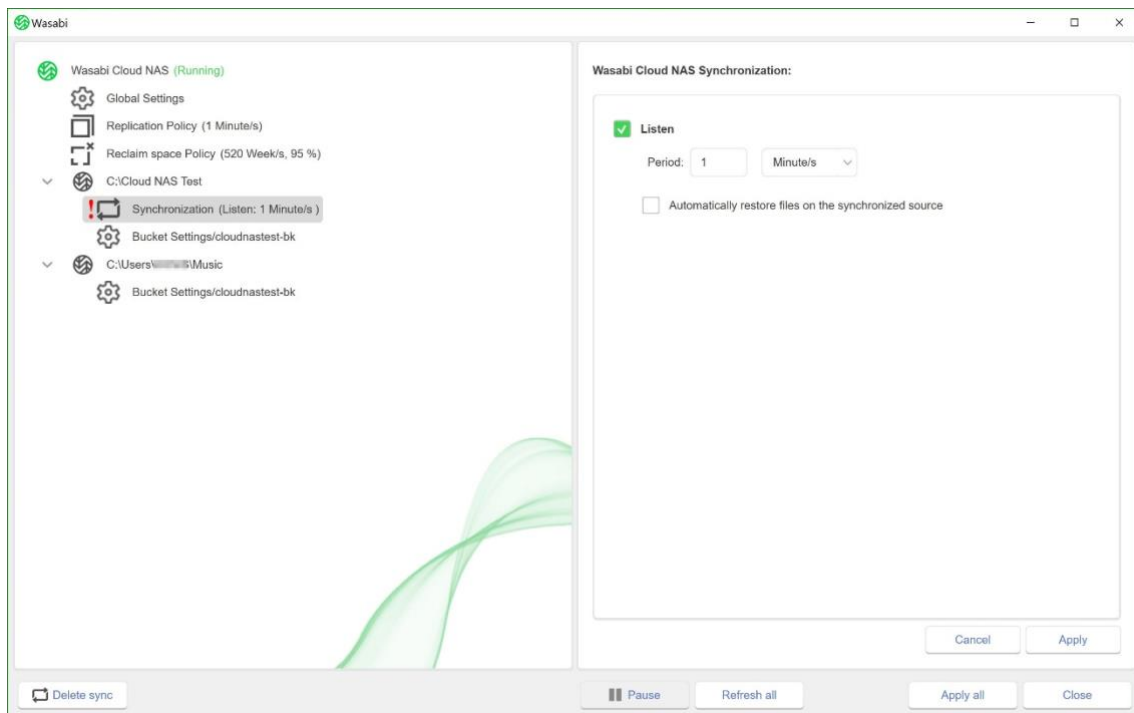 Wasabi
Wasabi Cloud NAS (Running)
Global Settings
Replication Policy (1 Minute/s)
Reclaim space Policy (520 Week/s, 95 %)
C:\Cloud NAS Test
Synchronization (Listen: 1 Minute/s )
Bucket Settings/cloudnastest-bk
C:\Users\ \Music
Bucket Settings/cloudnastest-bk
Delete sync
Wasabi Cloud NAS Synchronization:
Listen
Period: 1 Minute/s
Automatically restore files on the synchronized source
Cancel Apply
Pause Refresh all Apply all Close